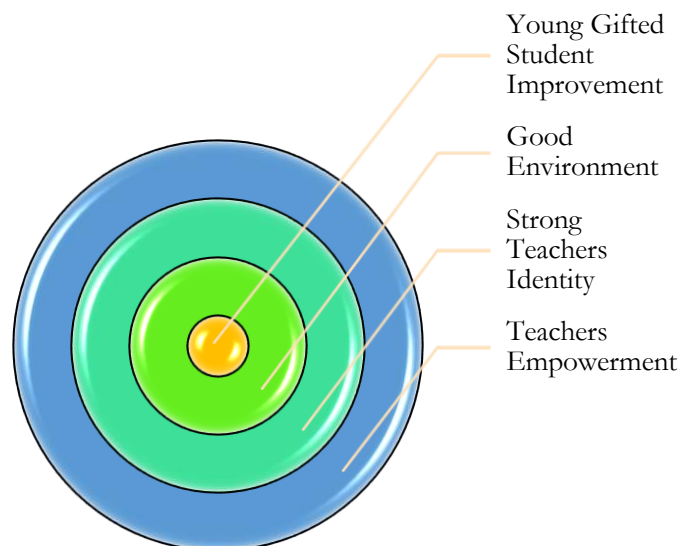 Young Gifted
Student
Improvement
Good
Environment
Strong
Teachers
Identity
Teachers
Empowerment